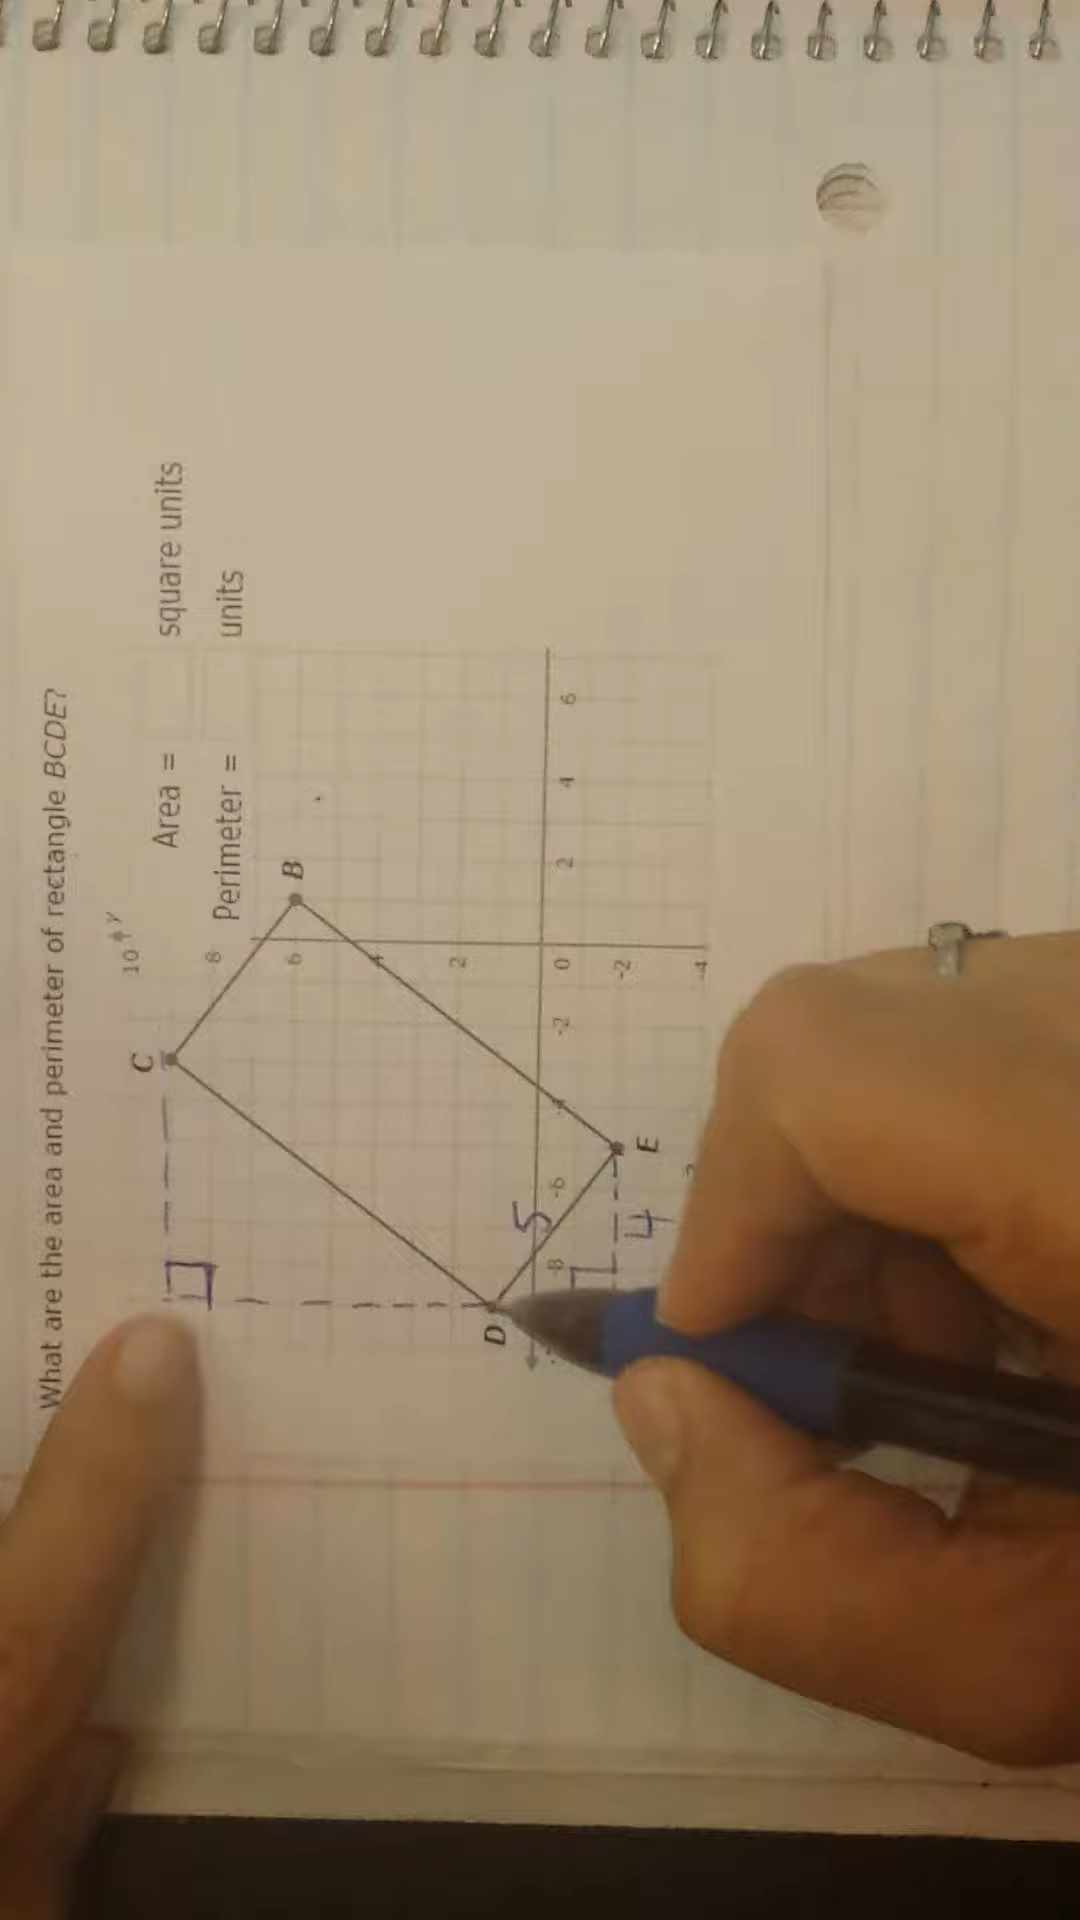 What are the area and perimeter of rectangle BCDE?
Area = square units
Perimeter = units
10 y
8
6
4
2
0
-2
-4
-8 -6 -4 -2 2 4 6
B
C
D
E
5
4